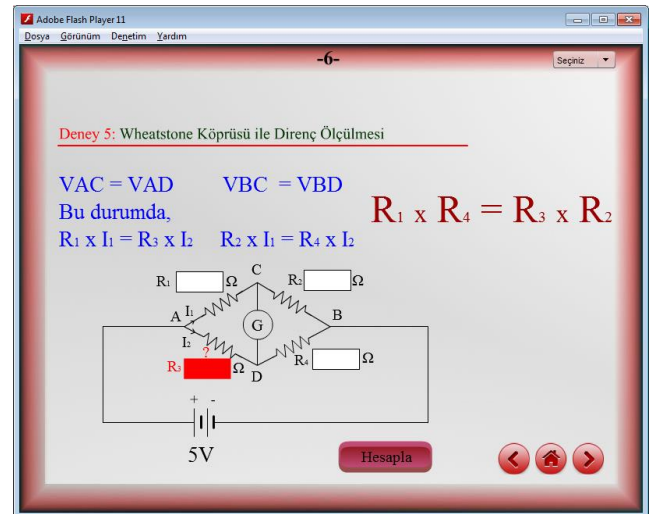 Adobe Flash Player 11
Dosya Görünüm Denetim Yardım
-6-
Seçiniz
Deney 5: Wheatstone Köprüsü ile Direnç Ölçülmesi
VAC = VAD VBC = VBD
Bu durumda,
R1 x I1 = R3 x I2 R2 x I1 = R4 x I2
R1 x R4 = R3 x R2
C
R1 Ω R2 Ω
A I1 G B
I2
?
R3 Ω D R4 Ω
+ -
5V
Hesapla